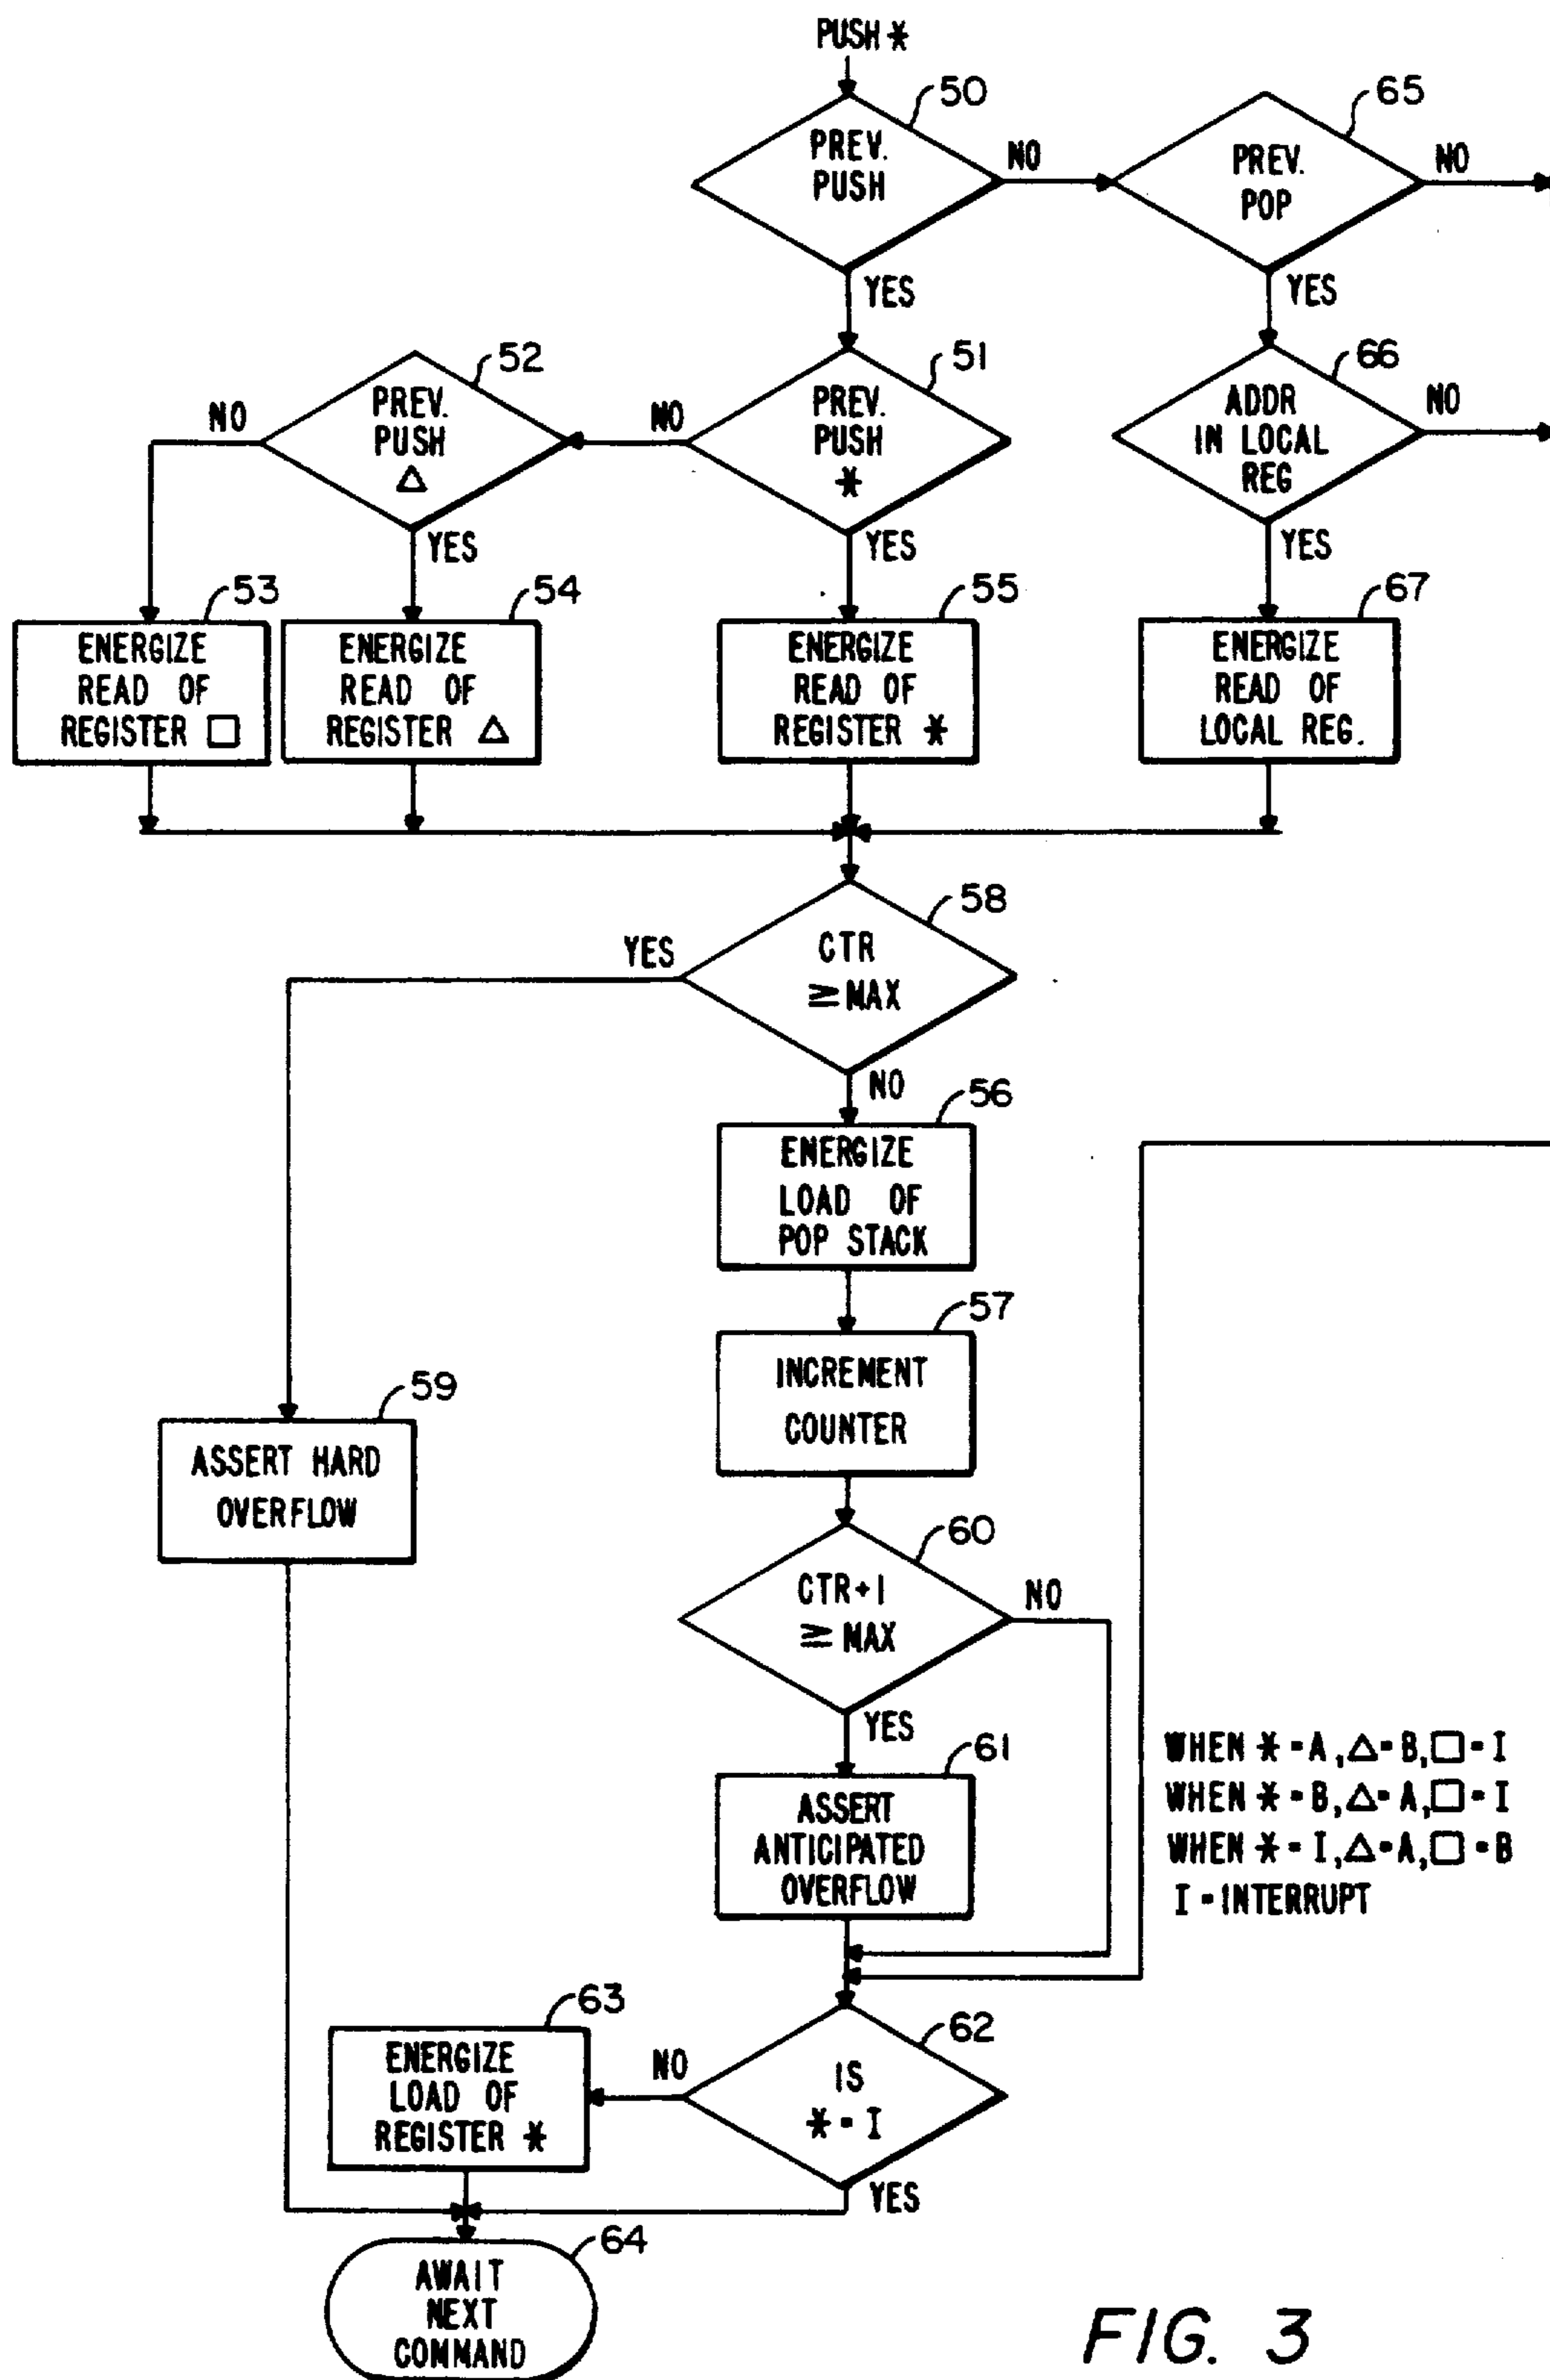 PUSH *
50
PREV.
PUSH
NO
65
PREV.
POP
NO
YES
YES
52
PREV.
PUSH
△
NO
51
PREV.
PUSH
*
NO
66
ADDR
IN LOCAL
REG
NO
YES
YES
YES
53
ENERGIZE
READ OF
REGISTER □
54
ENERGIZE
READ OF
REGISTER △
55
ENERGIZE
READ OF
REGISTER *
67
ENERGIZE
READ OF
LOCAL REG.
58
YES
CTR
≥ MAX
NO
56
ENERGIZE
LOAD OF
POP STACK
57
INCREMENT
COUNTER
59
ASSERT HARD
OVERFLOW
60
CTR+1
≥ MAX
NO
YES
61
ASSERT
ANTICIPATED
OVERFLOW
WHEN * = A, △ = B, □ = I
WHEN * = B, △ = A, □ = I
WHEN * = I, △ = A, □ = B
I = INTERRUPT
63
ENERGIZE
LOAD OF
REGISTER *
NO
62
IS
* = I
YES
64
AWAIT
NEXT
COMMAND
FIG. 3